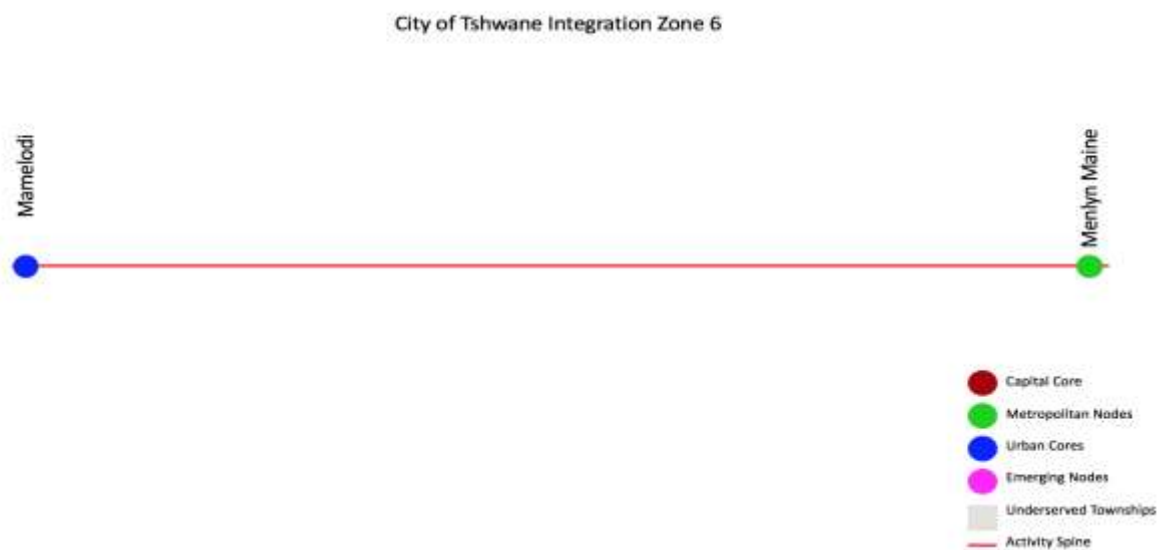 City of Tshwane Integration Zone 6
Mamelodi
Menlyn Maine
Capital Core
Metropolitan Nodes
Urban Cores
Emerging Nodes
Underserved Townships
Activity Spine